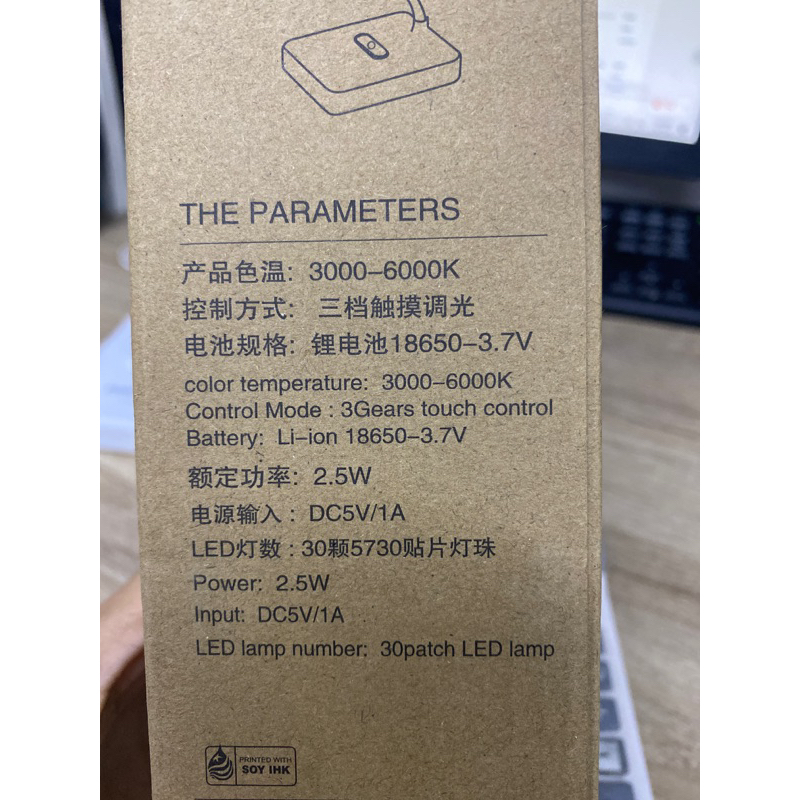 THE PARAMETERS
产品色温: 3000-6000K
控制方式: 三档触摸调光
电池规格: 锂电池18650-3.7V
color temperature: 3000-6000K
Control Mode : 3Gears touch control
Battery: Li-ion 18650-3.7V
额定功率: 2.5W
电源输入 : DC5V/1A
LED灯数 : 30颗5730贴片灯珠
Power: 2.5W
Input: DC5V/1A
LED lamp number: 30patch LED lamp
PRINTED WITH
SOY IHK